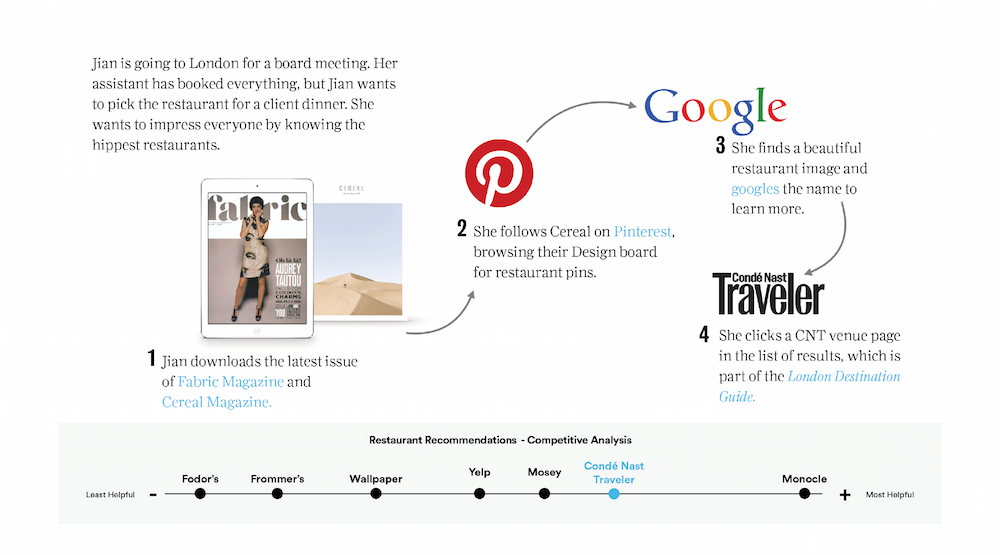 Jian is going to London for a board meeting. Her
assistant has booked everything, but Jian wants
to pick the restaurant for a client dinner. She
wants to impress everyone by knowing the
hippest restaurants.
fabric
Oh là là!
AUDREY
TAUTOU
CHARMS
YOU
CEREAL
1 Jian downloads the latest issue
of Fabric Magazine and
Cereal Magazine.
2 She follows Cereal on Pinterest,
browsing their Design board
for restaurant pins.
Google
3 She finds a beautiful
restaurant image and
googles the name to
learn more.
Condé Nast
Traveler
4 She clicks a CNT venue page
in the list of results, which is
part of the London Destination
Guide.
Restaurant Recommendations - Competitive Analysis
Least Helpful - Fodor's Frommer's Wallpaper Yelp Mosey Condé Nast Traveler Monocle + Most Helpful